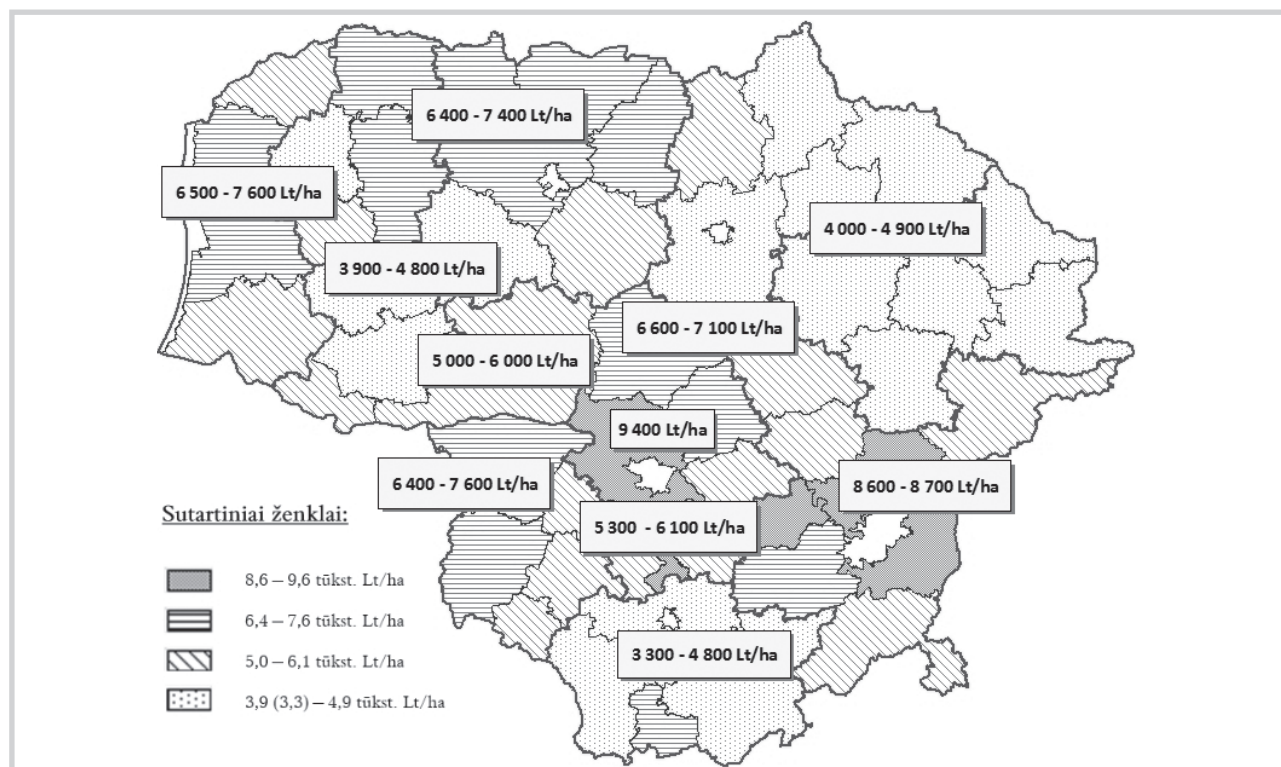 6 400 - 7 400 Lt/ha
6 500 - 7 600 Lt/ha
4 000 - 4 900 Lt/ha
3 900 - 4 800 Lt/ha
6 600 - 7 100 Lt/ha
5 000 - 6 000 Lt/ha
9 400 Lt/ha
6 400 - 7 600 Lt/ha
8 600 - 8 700 Lt/ha
5 300 - 6 100 Lt/ha
3 300 - 4 800 Lt/ha
Sutartiniai ženklai:
8,6 – 9,6 tūkst. Lt/ha
6,4 – 7,6 tūkst. Lt/ha
5,0 – 6,1 tūkst. Lt/ha
3,9 (3,3) – 4,9 tūkst. Lt/ha